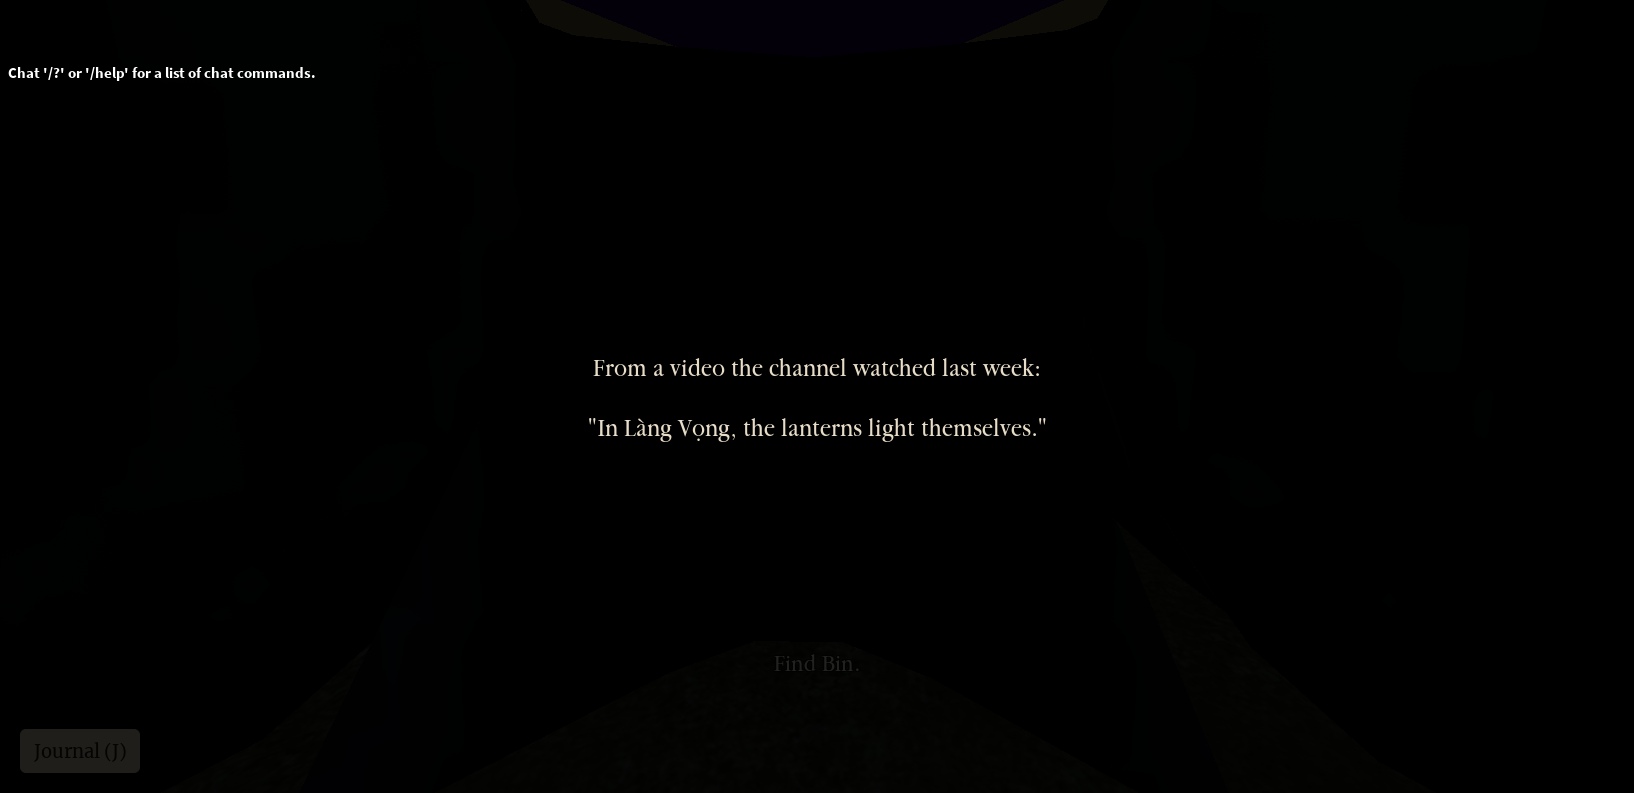 Chat '/?' or '/help' for a list of chat commands.
From a video the channel watched last week:
"In Làng Vọng, the lanterns light themselves."
Find Bin.
Journal (J)